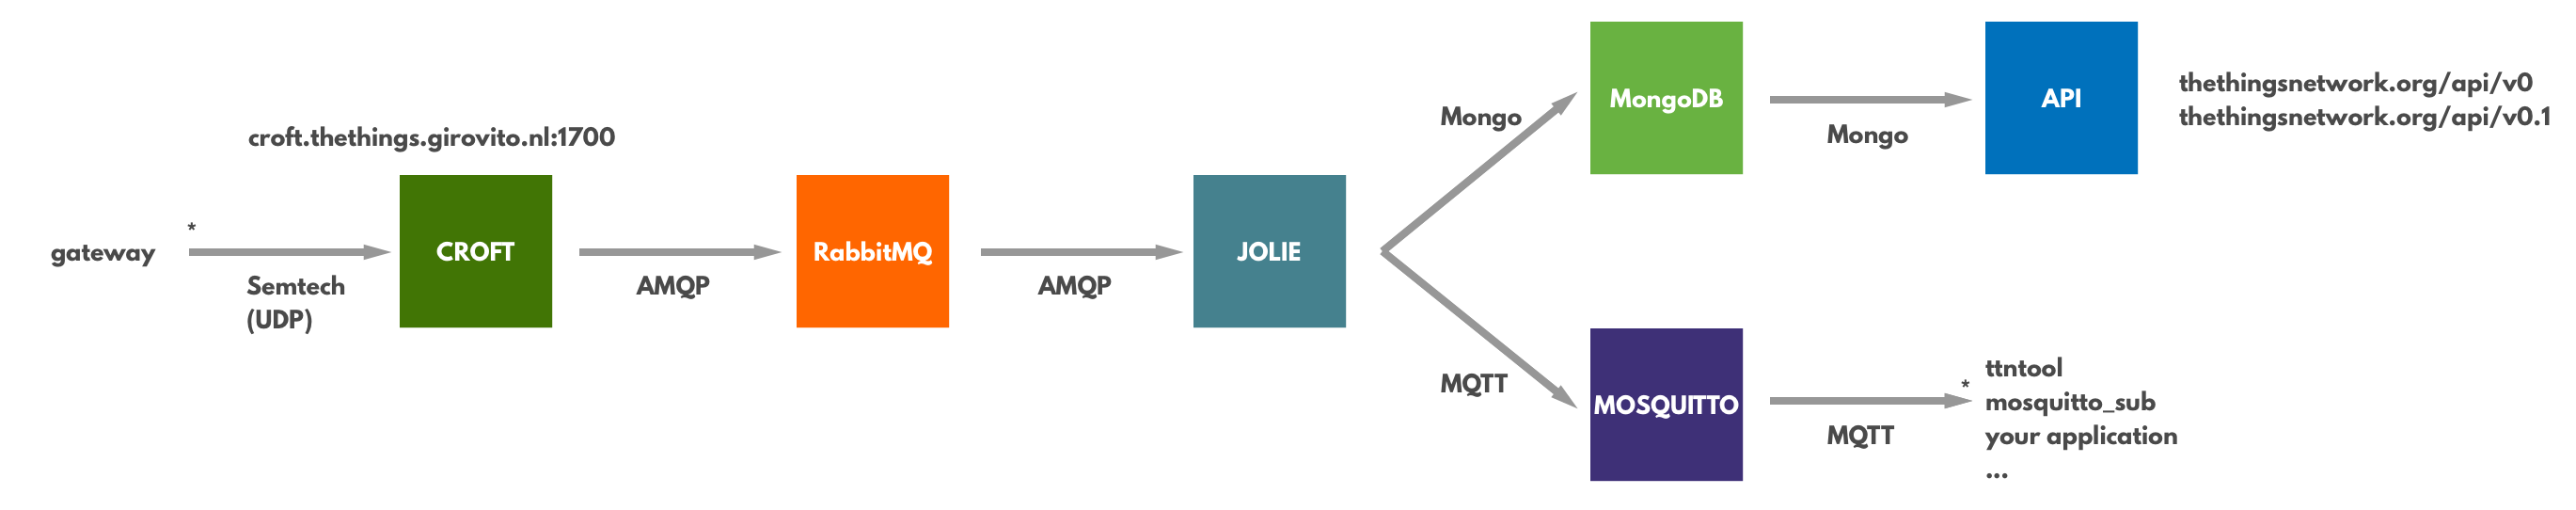 croft.thethings.girovito.nl:1700
gateway
*
Semtech
(UDP)
CROFT
AMQP
RabbitMQ
AMQP
JOLIE
Mongo
MongoDB
Mongo
API
thethingsnetwork.org/api/v0
thethingsnetwork.org/api/v0.1
MQTT
MOSQUITTO
MQTT
*
ttntool
mosquitto_sub
your application
...